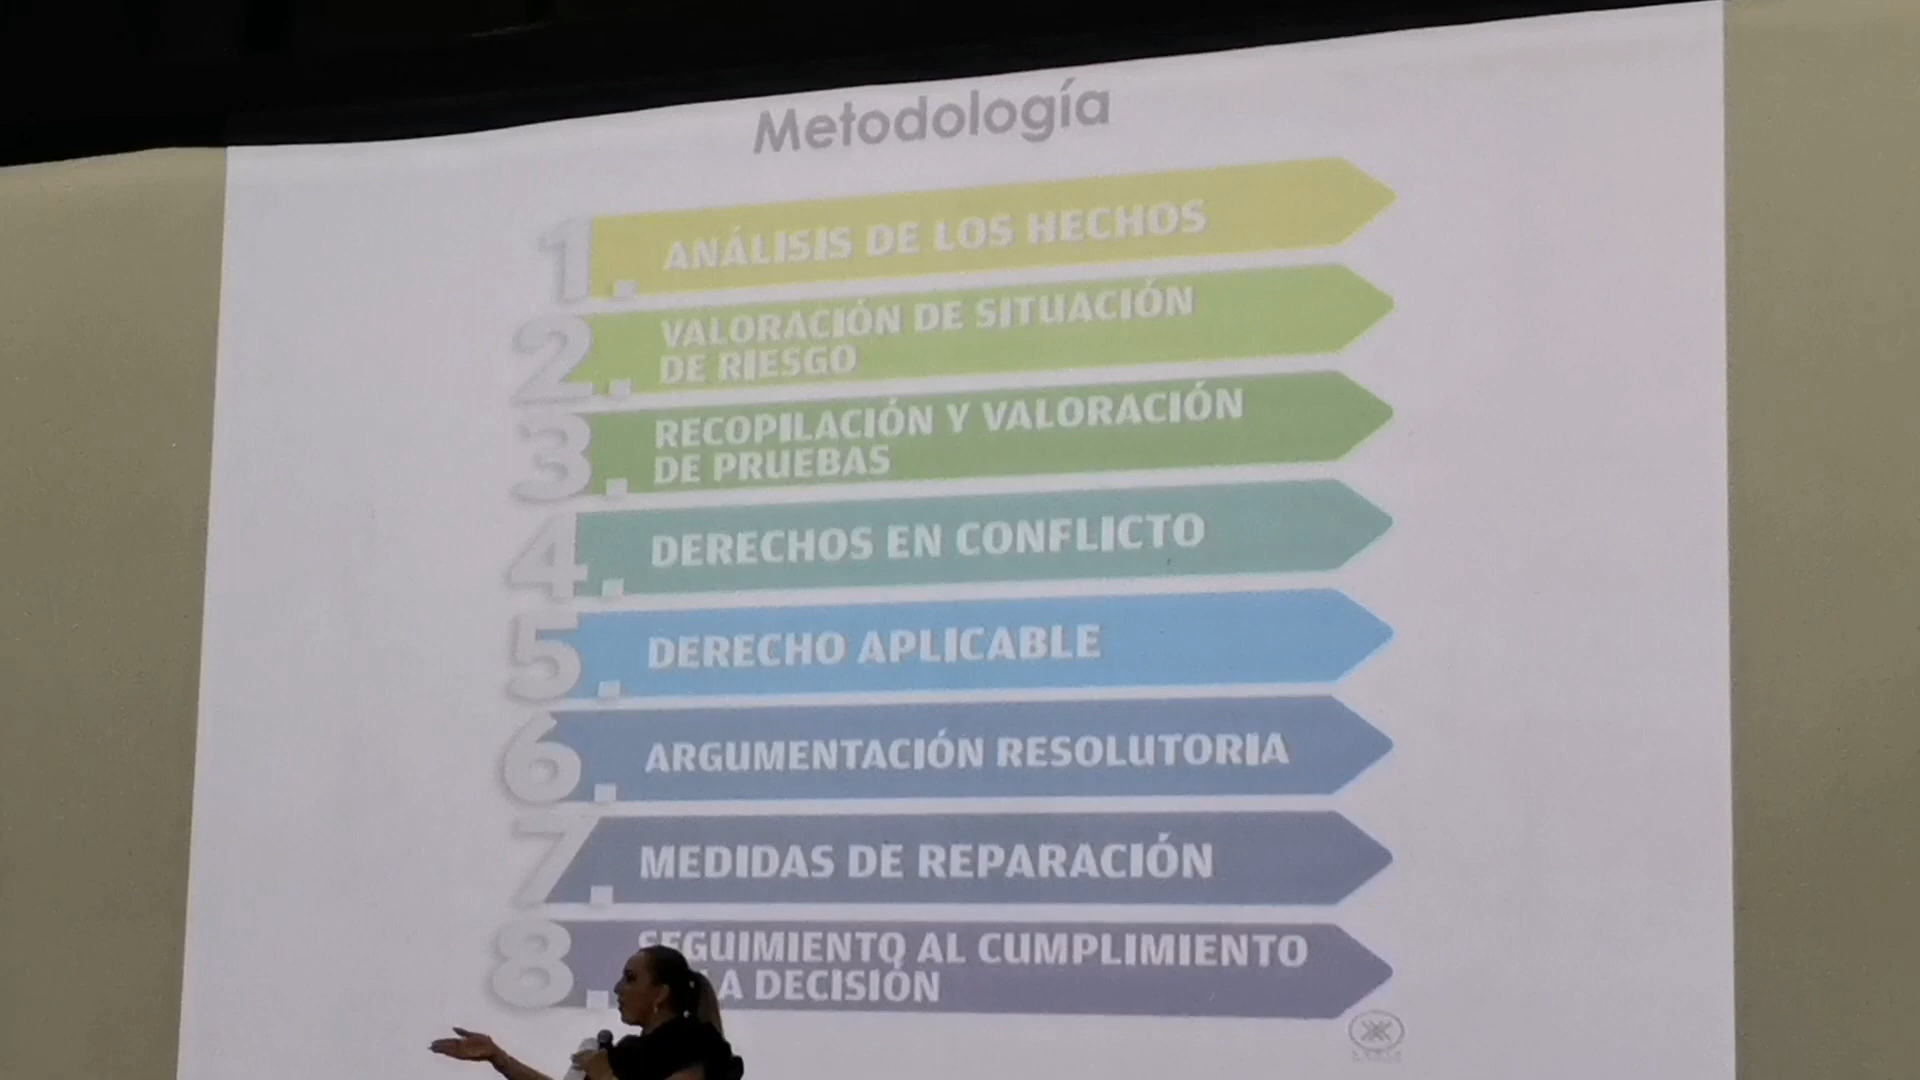 Metodología
1. ANÁLISIS DE LOS HECHOS
2. VALORACIÓN DE SITUACIÓN
DE RIESGO
3. RECOPILACIÓN Y VALORACIÓN
DE PRUEBAS
4. DERECHOS EN CONFLICTO
5. DERECHO APLICABLE
6. ARGUMENTACIÓN RESOLUTORIA
7. MEDIDAS DE REPARACIÓN
8. SEGUIMIENTO AL CUMPLIMIENTO
LA DECISIÓN